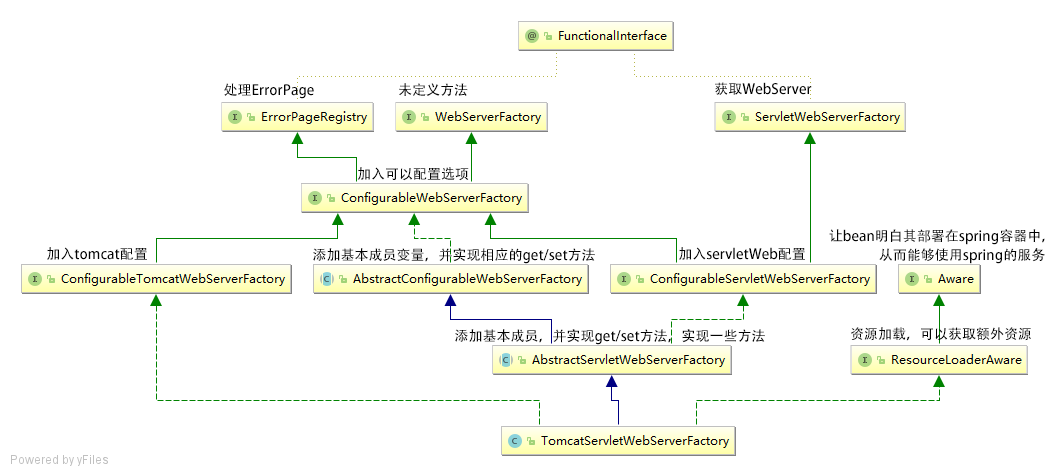 @ FunctionalInterface
处理ErrorPage
未定义方法
获取WebServer
I ErrorPageRegistry
I WebServerFactory
I ServletWebServerFactory
加入可以配置选项
I ConfigurableWebServerFactory
加入tomcat配置
添加基本成员变量，并实现相应的get/set方法
加入servletWeb配置
让bean明白其部署在spring容器中,
从而能够使用spring的服务
I ConfigurableTomcatWebServerFactory
C AbstractConfigurableWebServerFactory
I ConfigurableServletWebServerFactory
I Aware
添加基本成员，并实现get/set方法，实现一些方法
资源加载，可以获取额外资源
C AbstractServletWebServerFactory
I ResourceLoaderAware
C TomcatServletWebServerFactory
Powered by yFiles